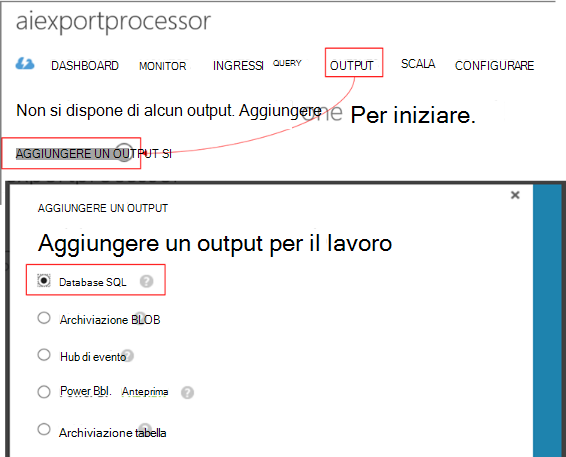 aiexportprocessor
DASHBOARD MONITOR INGRESSI QUERY OUTPUT SCALA CONFIGURARE
Non si dispone di alcun output. Aggiungere one Per iniziare.
AGGIUNGERE UN OUTPUT SI
AGGIUNGERE UN OUTPUT
Aggiungere un output per il lavoro
Database SQL ?
Archiviazione BLOB
Hub di evento ?
Power Bbl. Anteprima ?
Archiviazione tabella